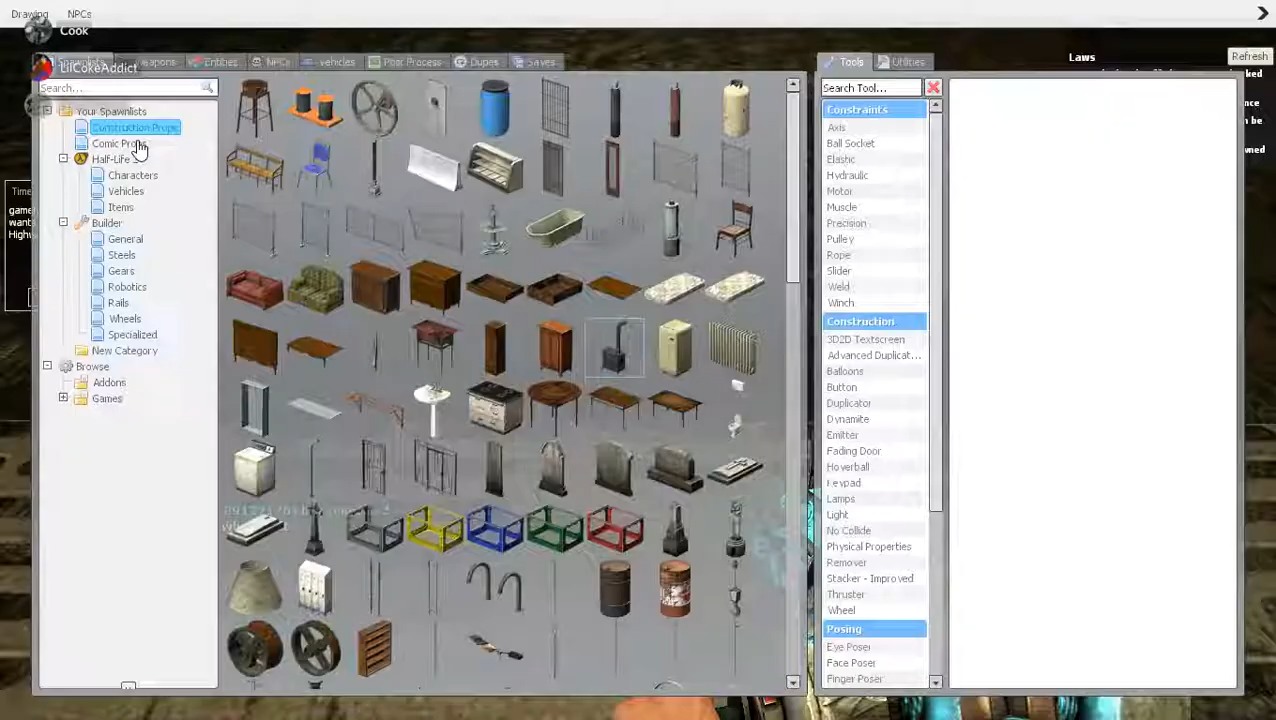 Drawing NPCs
Cook
LilCokeAddict
Laws
Refresh
Entities NPCs Vehicles Post Process Dupes Saves
Tools Utilities
Search...
Your Spawnlists
Construction Props
Comic Props
Half-Life
Characters
Vehicles
Items
Builder
General
Steels
Gears
Robotics
Rails
Wheels
Specialized
New Category
Browse
Addons
Games
Search Tool...
Constraints
Axis
Ball Socket
Elastic
Hydraulic
Motor
Muscle
Precision
Pulley
Rope
Slider
Weld
Winch
Construction
3D2D Textscreen
Advanced Duplicat...
Balloons
Button
Duplicator
Dynamite
Emitter
Fading Door
Hoverball
Keypad
Lamps
Light
No Collide
Physical Properties
Remover
Stacker - Improved
Thruster
Wheel
Posing
Eye Poser
Face Poser
Finger Poser